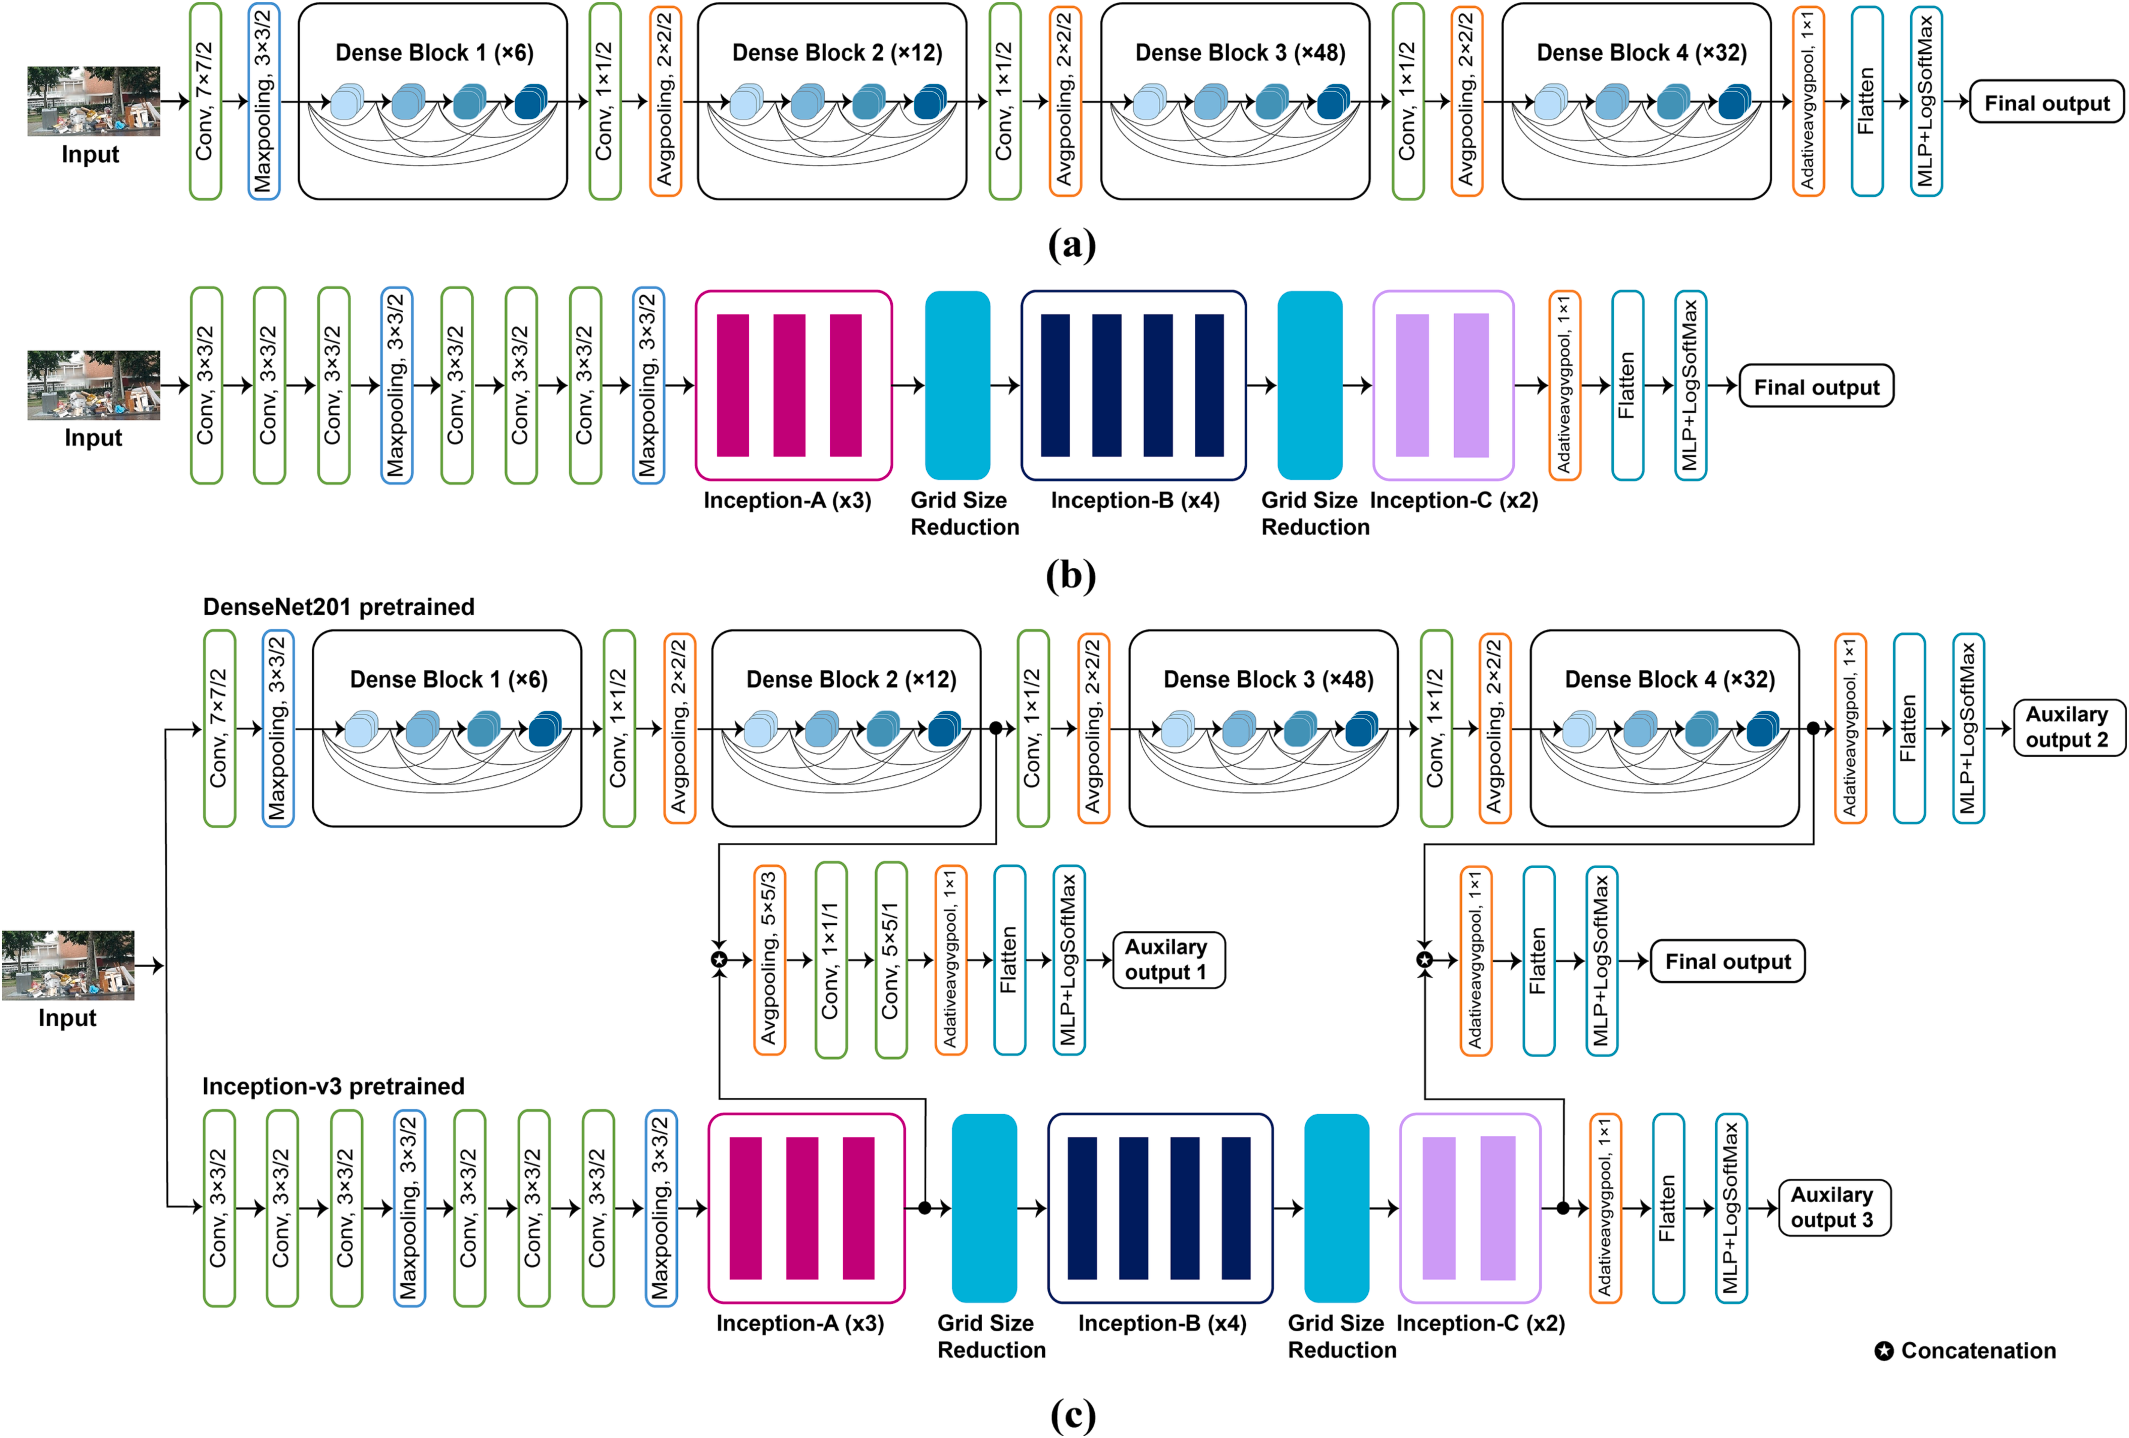 Conv, 7×7/2
Maxpooling, 3×3/2
Dense Block 1 (×6)
Conv, 1×1/2
Avgpooling, 2×2/2
Dense Block 2 (×12)
Conv, 1×1/2
Avgpooling, 2×2/2
Dense Block 3 (×48)
Conv, 1×1/2
Avgpooling, 2×2/2
Dense Block 4 (×32)
Adativeavgvgpool, 1×1
Flatten
MLP+LogSoftMax
Final output
Input
(a)
Conv, 3×3/2
Conv, 3×3/2
Conv, 3×3/2
Maxpooling, 3×3/2
Conv, 3×3/2
Conv, 3×3/2
Conv, 3×3/2
Maxpooling, 3×3/2
Adativeavgvgpool, 1×1
Flatten
MLP+LogSoftMax
Final output
Input
Inception-A (x3)
Grid Size
Reduction
Inception-B (x4)
Grid Size
Reduction
Inception-C (x2)
(b)
DenseNet201 pretrained
Conv, 7×7/2
Maxpooling, 3×3/2
Dense Block 1 (×6)
Conv, 1×1/2
Avgpooling, 2×2/2
Dense Block 2 (×12)
Conv, 1×1/2
Avgpooling, 2×2/2
Dense Block 3 (×48)
Conv, 1×1/2
Avgpooling, 2×2/2
Dense Block 4 (×32)
Adativeavgvgpool, 1×1
Flatten
MLP+LogSoftMax
Auxilary
output 2
Avgpooling, 5×5/3
Conv, 1×1/1
Conv, 5×5/1
Adativeavgvgpool, 1×1
Flatten
MLP+LogSoftMax
Auxilary
output 1
Adativeavgvgpool, 1×1
Flatten
MLP+LogSoftMax
Final output
Input
Inception-v3 pretrained
Conv, 3×3/2
Conv, 3×3/2
Conv, 3×3/2
Maxpooling, 3×3/2
Conv, 3×3/2
Conv, 3×3/2
Conv, 3×3/2
Maxpooling, 3×3/2
Adativeavgvgpool, 1×1
Flatten
MLP+LogSoftMax
Auxilary
output 3
Inception-A (x3)
Grid Size
Reduction
Inception-B (x4)
Grid Size
Reduction
Inception-C (x2)
Concatenation
(c)